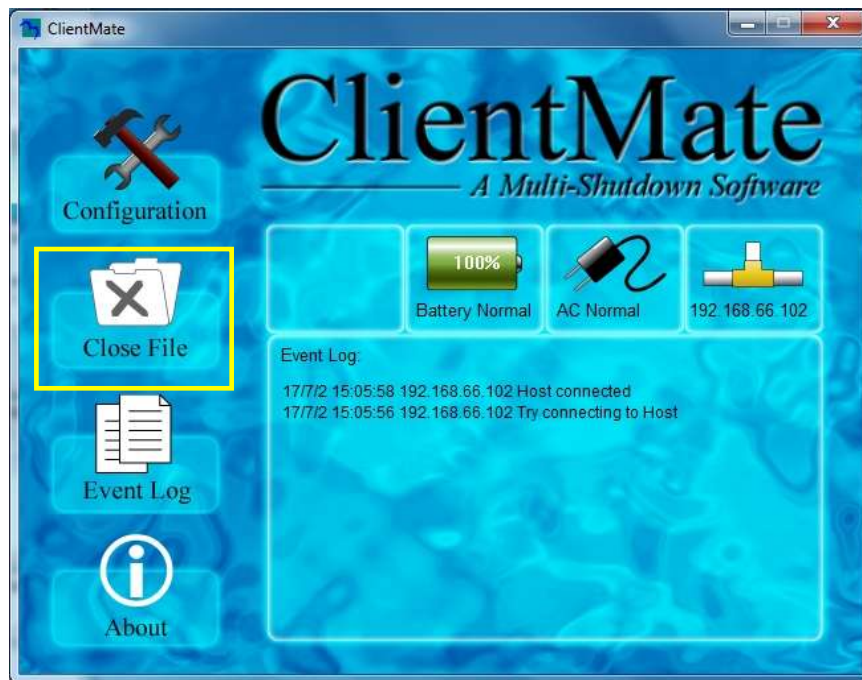 ClientMate
ClientMate
A Multi-Shutdown Software
Configuration
Close File
Event Log
About
100%
Battery Normal
AC Normal
192.168.66.102
Event Log:
17/7/2 15:05:58 192.168.66.102 Host connected
17/7/2 15:05:56 192.168.66.102 Try connecting to Host